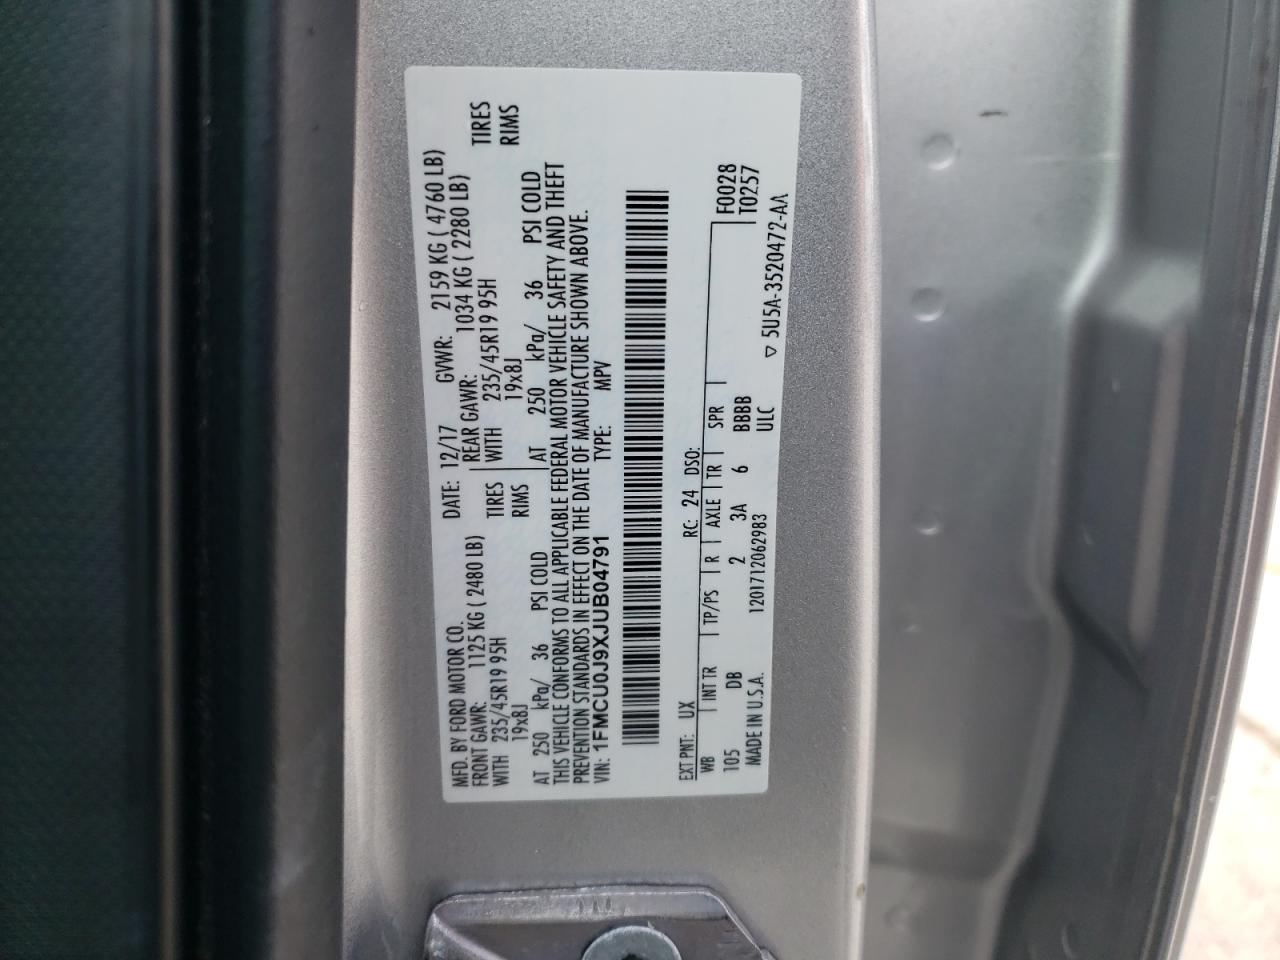 MFD. BY FORD MOTOR CO. DATE: 12/17 GVWR: 2159 KG ( 4760 LB)
FRONT GAWR: 1125 KG ( 2480 LB) REAR GAWR: 1034 KG ( 2280 LB)
WITH 235/45R19 95H TIRES WITH 235/45R19 95H TIRES
19x8J RIMS 19x8J RIMS
AT 250 kPa/ 36 PSI COLD AT 250 kPa/ 36 PSI COLD
THIS VEHICLE CONFORMS TO ALL APPLICABLE FEDERAL MOTOR VEHICLE SAFETY AND THEFT
PREVENTION STANDARDS IN EFFECT ON THE DATE OF MANUFACTURE SHOWN ABOVE.
VIN: 1FMCU0J9XJUB04791 TYPE: MPV
EXT PNT: UX RC: 24 DSO: F0028
WB INT TR TP/PS R AXLE TR SPR T0257
105 DB 2 3A 6 BBBB
MADE IN U.S.A. 1201712062983 ULC ▽ 5U5A-3520472-AA